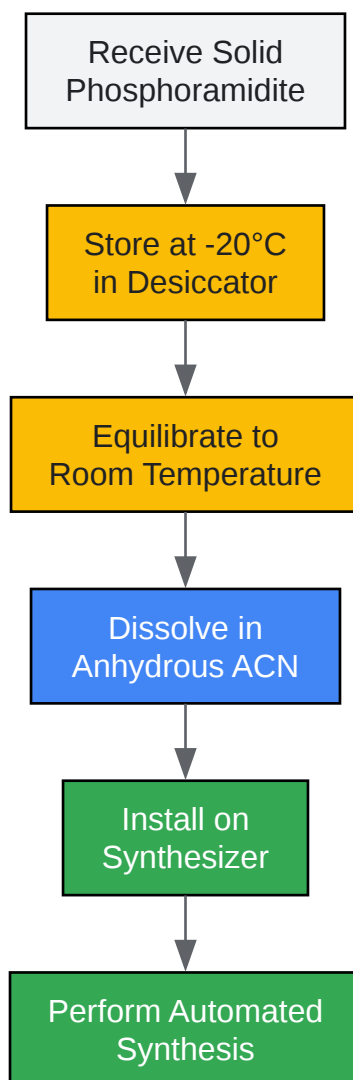 Receive Solid
Phosphoramidite
Store at -20°C
in Desiccator
Equilibrate to
Room Temperature
Dissolve in
Anhydrous ACN
Install on
Synthesizer
Perform Automated
Synthesis